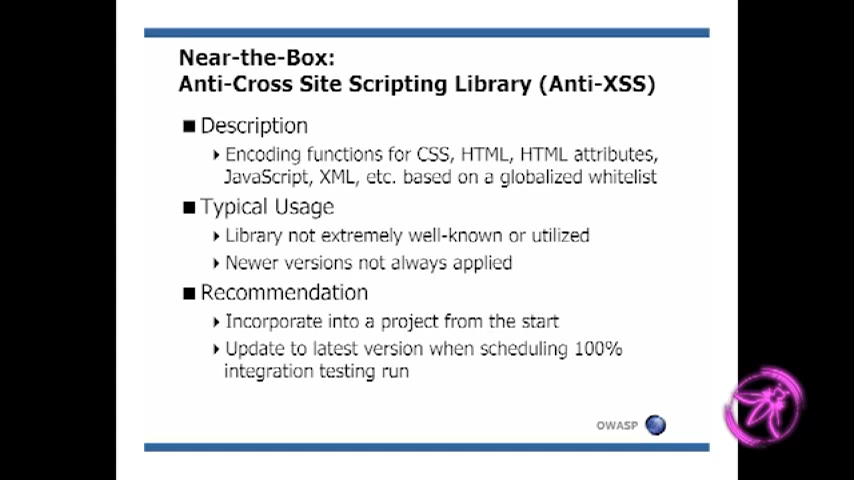 Near-the-Box:
Anti-Cross Site Scripting Library (Anti-XSS)
Description
Encoding functions for CSS, HTML, HTML attributes,
JavaScript, XML, etc. based on a globalized whitelist
Typical Usage
Library not extremely well-known or utilized
Newer versions not always applied
Recommendation
Incorporate into a project from the start
Update to latest version when scheduling 100%
integration testing run
OWASP